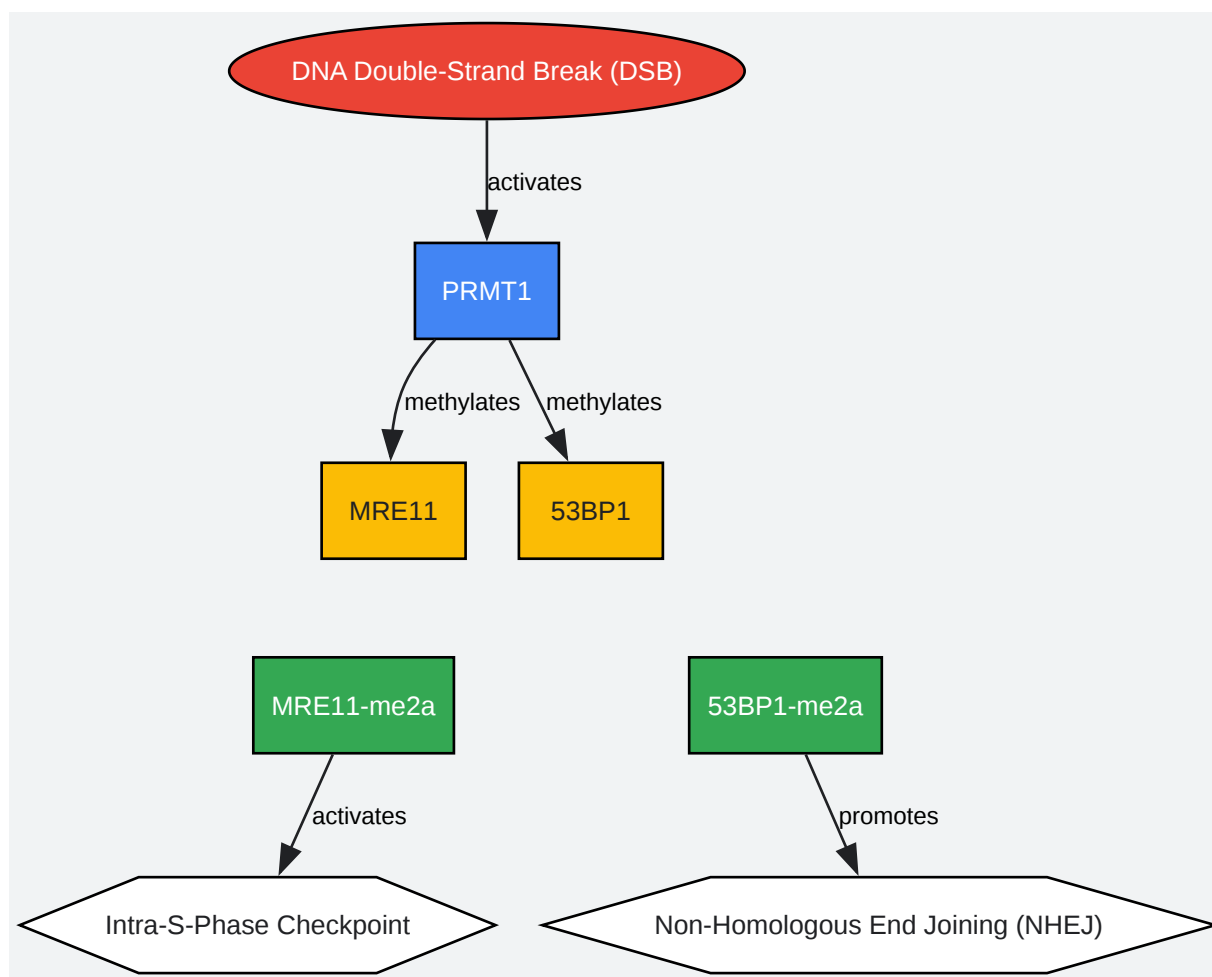 DNA Double-Strand Break (DSB)
activates
PRMT1
methylates
methylates
MRE11
53BP1
MRE11-me2a
53BP1-me2a
activates
promotes
Intra-S-Phase Checkpoint
Non-Homologous End Joining (NHEJ)